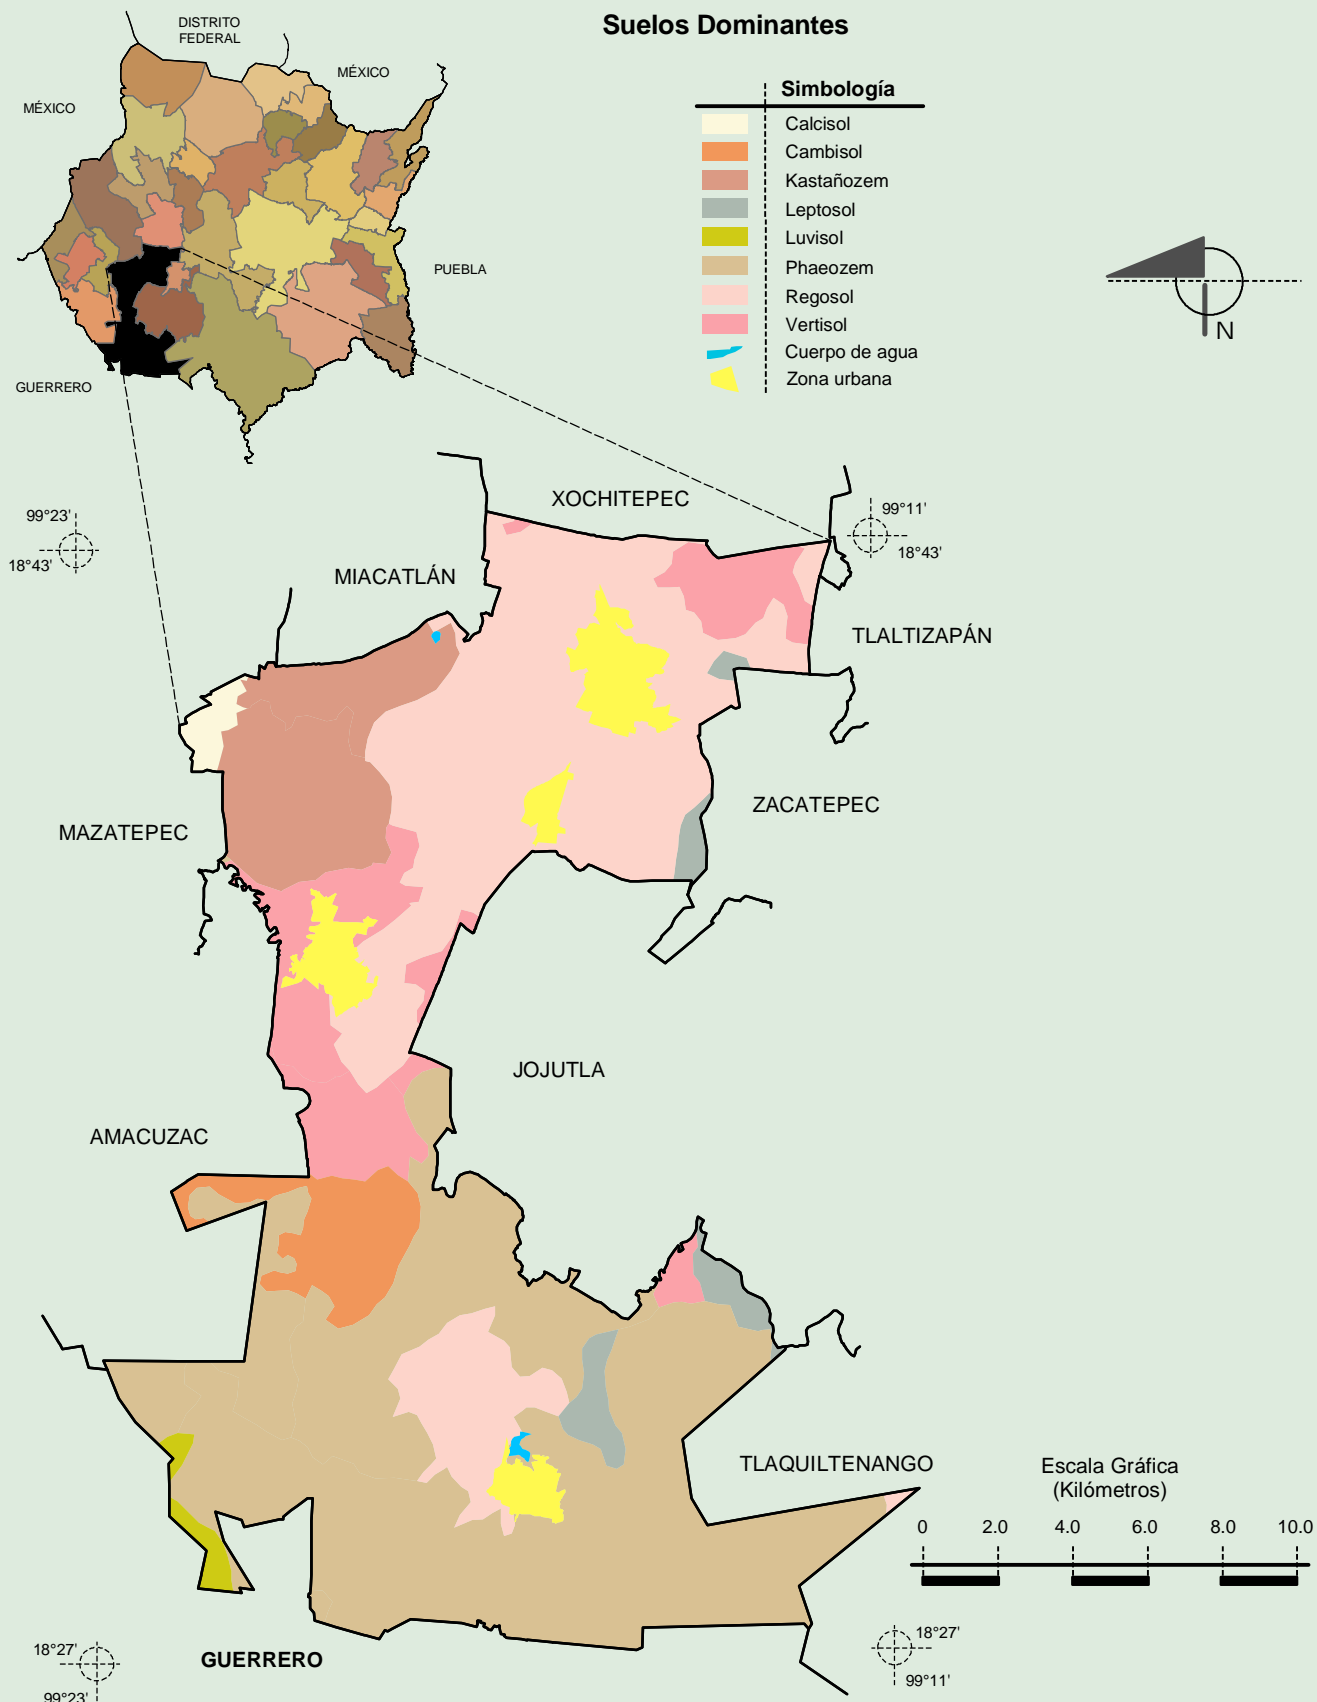 Suelos Dominantes
DISTRITO
FEDERAL
MÉXICO
MÉXICO
PUEBLA
GUERRERO
Simbología
Calcisol
Cambisol
Kastañozem
Leptosol
Luvisol
Phaeozem
Regosol
Vertisol
Cuerpo de agua
Zona urbana
N
99°23'
18°43'
99°11'
18°43'
XOCHITEPEC
MIACATLÁN
TLALTIZAPÁN
ZACATEPEC
MAZATEPEC
JOJUTLA
AMACUZAC
TLAQUILTENANGO
Escala Gráfica
(Kilómetros)
0 2.0 4.0 6.0 8.0 10.0
18°27'
99°23'
GUERRERO
18°27'
99°11'